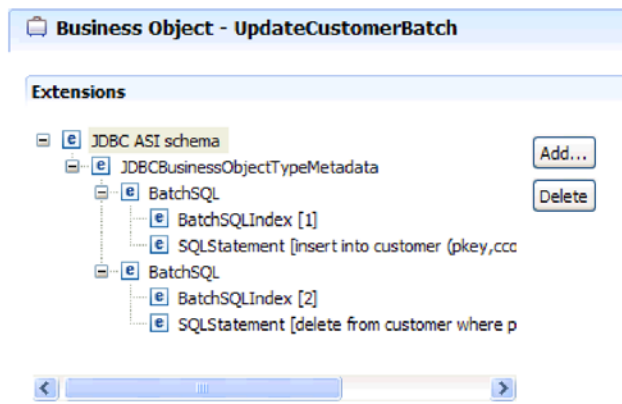 Business Object - UpdateCustomerBatch
Extensions
JDBC ASI schema
Add...
JDBCBusinessObjectTypeMetadata
BatchSQL
Delete
BatchSQLIndex [1]
SQLStatement [insert into customer (pkey,cco
BatchSQL
BatchSQLIndex [2]
SQLStatement [delete from customer where p